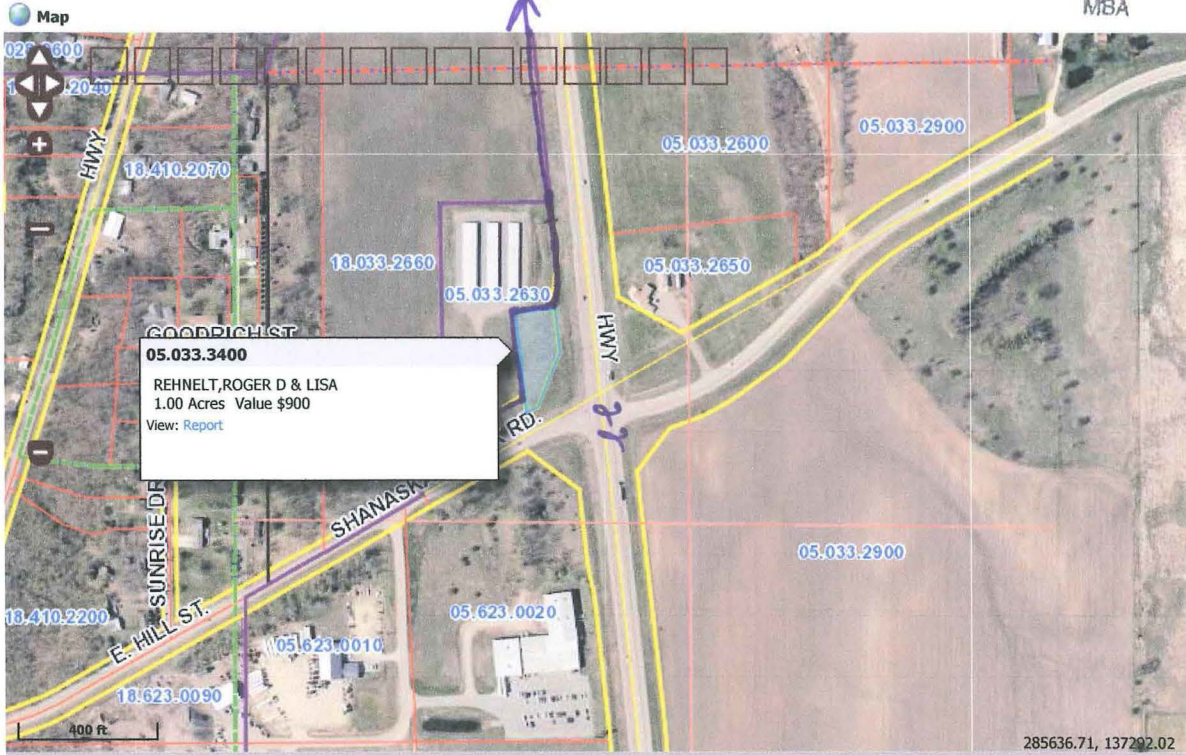 Map
MBA
HWY
18.410.2070
05.033.2600
05.033.2900
18.033.2660
05.033.2630
05.033.2650
GOODRICH ST.
HWY
05.033.3400
REHNELT,ROGER D & LISA
1.00 Acres Value $900
View: Report
RD.
SHANASK
SUNRISE DR
05.033.2900
18.410.2200
E. HILL ST.
05.623.0020
05.623.0010
18.623.0090
400 ft.
285636.71, 137292.02